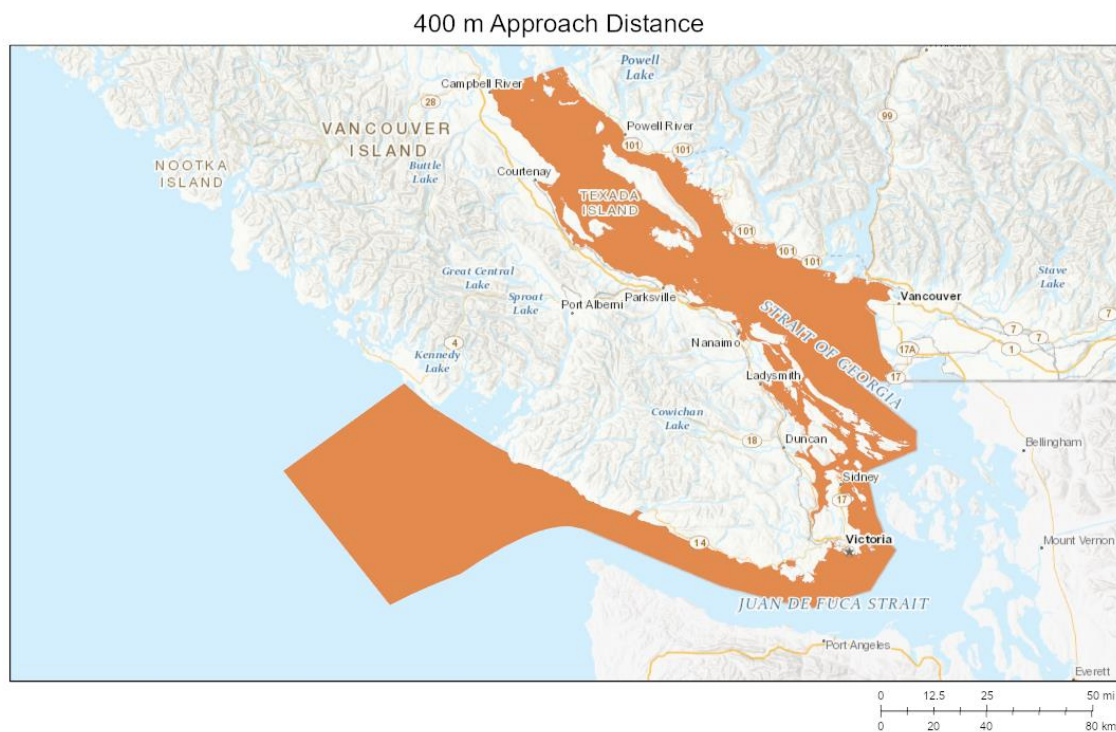 400 m Approach Distance
Powell
Lake
Campbell River
28
99
VANCOUVER
ISLAND
Powell River
101
101
NOOTKA
ISLAND
Buttle
Lake
Courtenay
TEXADA
ISLAND
101
101
101
Great Central
Lake
Stave
Lake
Sproat
Lake
Parksville
Port Alberni
Vancouver
7
7
7
1
STRAIT OF GEORGIA
4
Nanaimo
17A
Kennedy
Lake
Ladysmith
17
Cowichan
Lake
18
Duncan
Bellingham
Sidney
17
14
Victoria
Mount Vernon
JUAN DE FUCA STRAIT
Port Angeles
Everett
0 12.5 25 50 mi
0 20 40 80 km